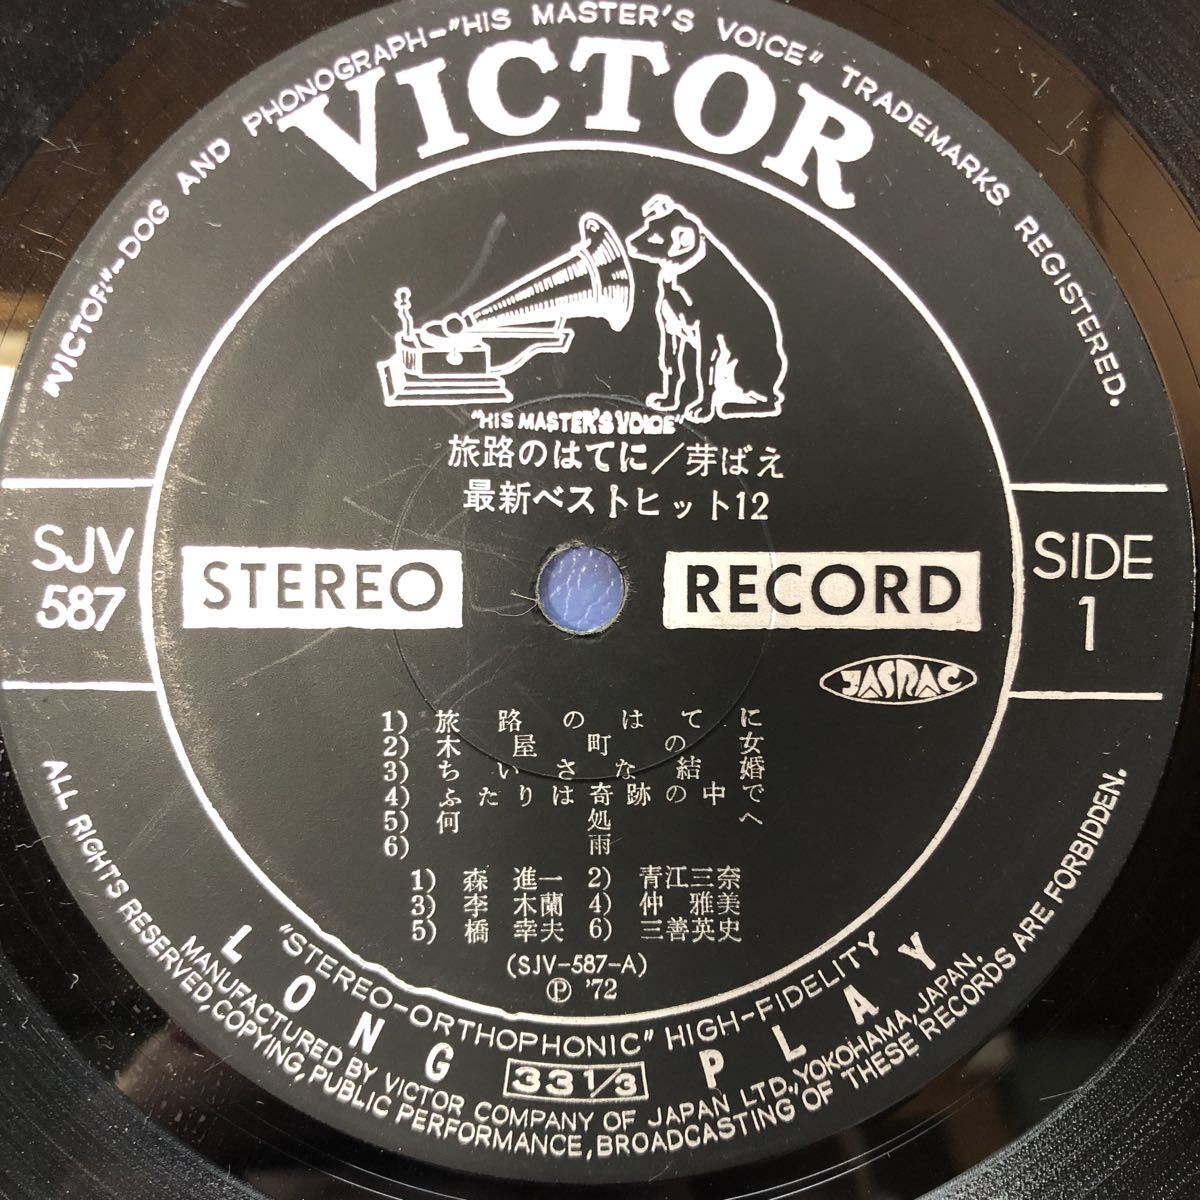 "VICTOR"-DOG AND PHONOGRAPH-"HIS MASTER'S VOICE" TRADEMARKS REGISTERED.
VICTOR
"HIS MASTER'S VOICE"
旅路のはてに/芽ばえ
最新ベストヒット12
SJV
587
STEREO
RECORD
SIDE
1
JASRAC
1) 旅路のはてに
2) 木屋町の女
3) ちいさな結婚
4) ふたりは奇跡の中で
5) 何処へ
6) 雨
1) 森進一 2) 青江三奈
3) 李木蘭 4) 仲雅美
5) 橋幸夫 6) 三善英史
(SJV-587-A)
Ⓟ '72
"STEREO-ORTHOPHONIC" HIGH-FIDELITY
LONG PLAY
33 1/3
MANUFACTURED BY VICTOR COMPANY OF JAPAN LTD., YOKOHAMA, JAPAN.
ALL RIGHTS RESERVED, COPYING, PUBLIC PERFORMANCE, BROADCASTING OF THESE RECORDS ARE FORBIDDEN.